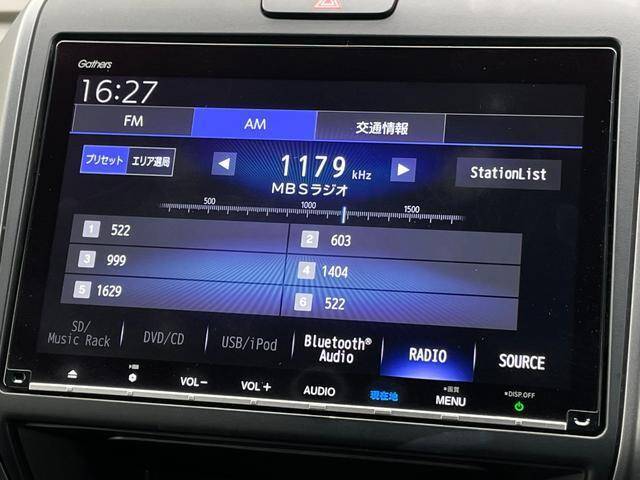 Gathers
16:27
FM AM 交通情報
プリセット エリア選局 1179 kHz StationList
MBSラジオ
500 1000 1500
1 522 2 603
3 999 4 1404
5 1629 6 522
SD/ Music Rack DVD/CD USB/iPod Bluetooth® Audio RADIO SOURCE
VOL− VOL+ AUDIO 現在地 画質 MENU DISP.OFF